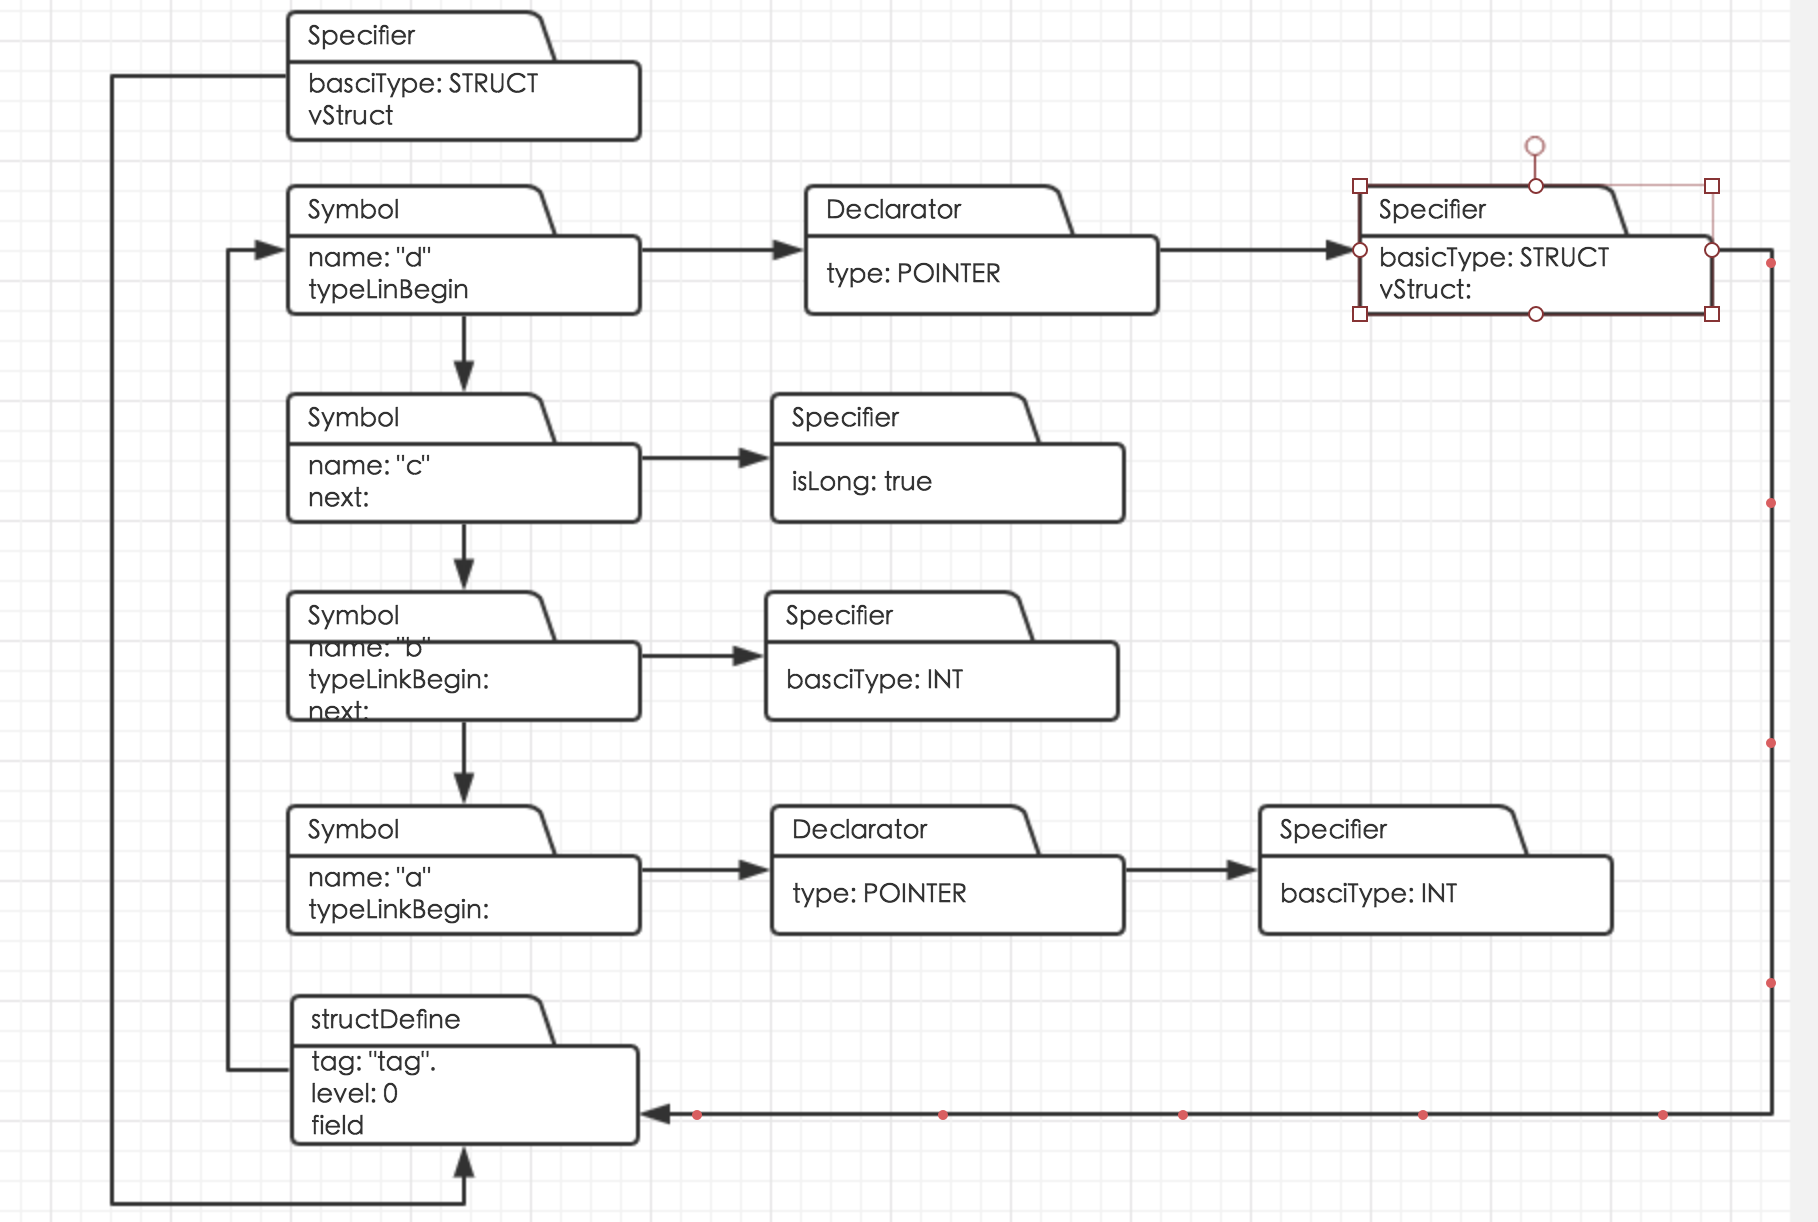 Specifier
basciType: STRUCT
vStruct
Symbol
name: "d"
typeLinBegin
Declarator
type: POINTER
Specifier
basicType: STRUCT
vStruct:
Symbol
name: "c"
next:
Specifier
isLong: true
Symbol
name: "b"
typeLinkBegin:
next:
Specifier
basciType: INT
Symbol
name: "a"
typeLinkBegin:
Declarator
type: POINTER
Specifier
basciType: INT
structDefine
tag: "tag".
level: 0
field